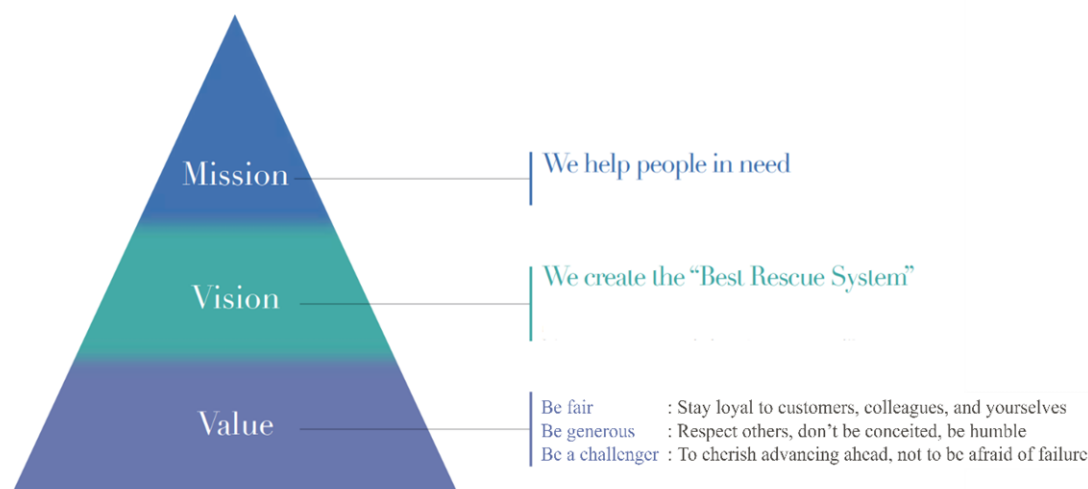 Mission
We help people in need
Vision
We create the “Best Rescue System”
Value
Be fair : Stay loyal to customers, colleagues, and yourselves
Be generous : Respect others, don’t be conceited, be humble
Be a challenger : To cherish advancing ahead, not to be afraid of failure